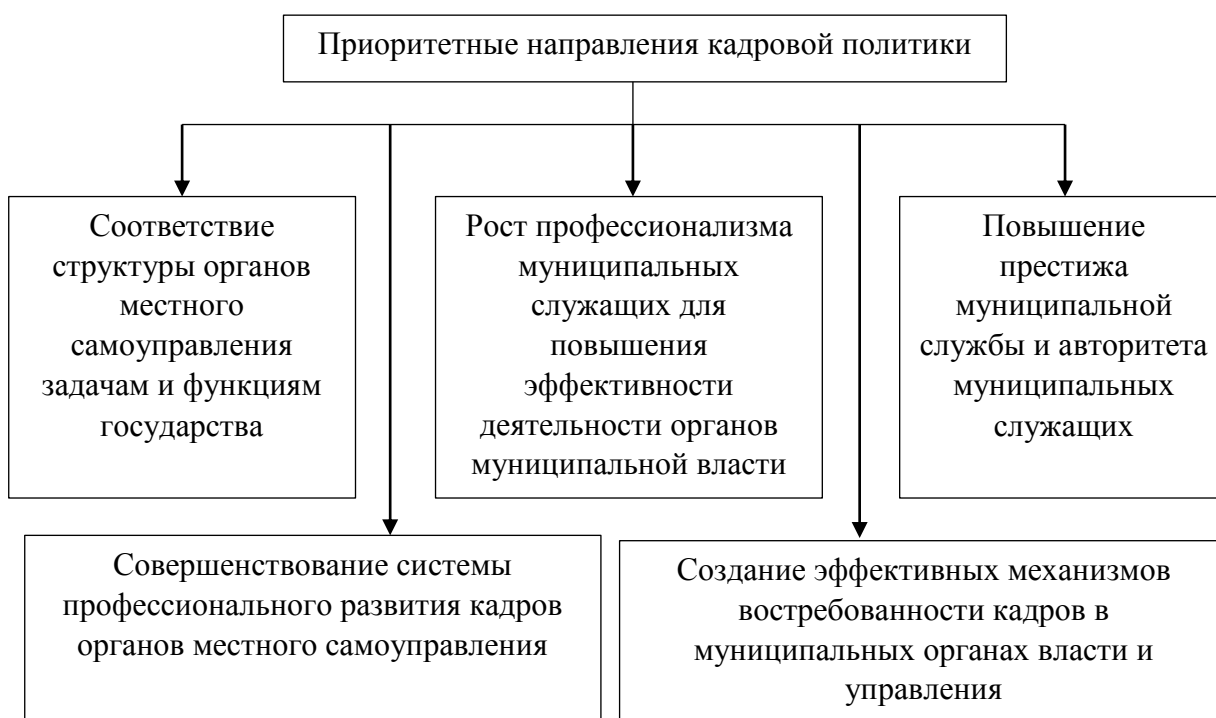 Приоритетные направления кадровой политики
Соответствие
структуры органов
местного
самоуправления
задачам и функциям
государства
Рост профессионализма
муниципальных
служащих для
повышения
эффективности
деятельности органов
муниципальной власти
Повышение
престижа
муниципальной
службы и авторитета
муниципальных
служащих
Совершенствование системы
профессионального развития кадров
органов местного самоуправления
Создание эффективных механизмов
востребованности кадров в
муниципальных органах власти и
управления